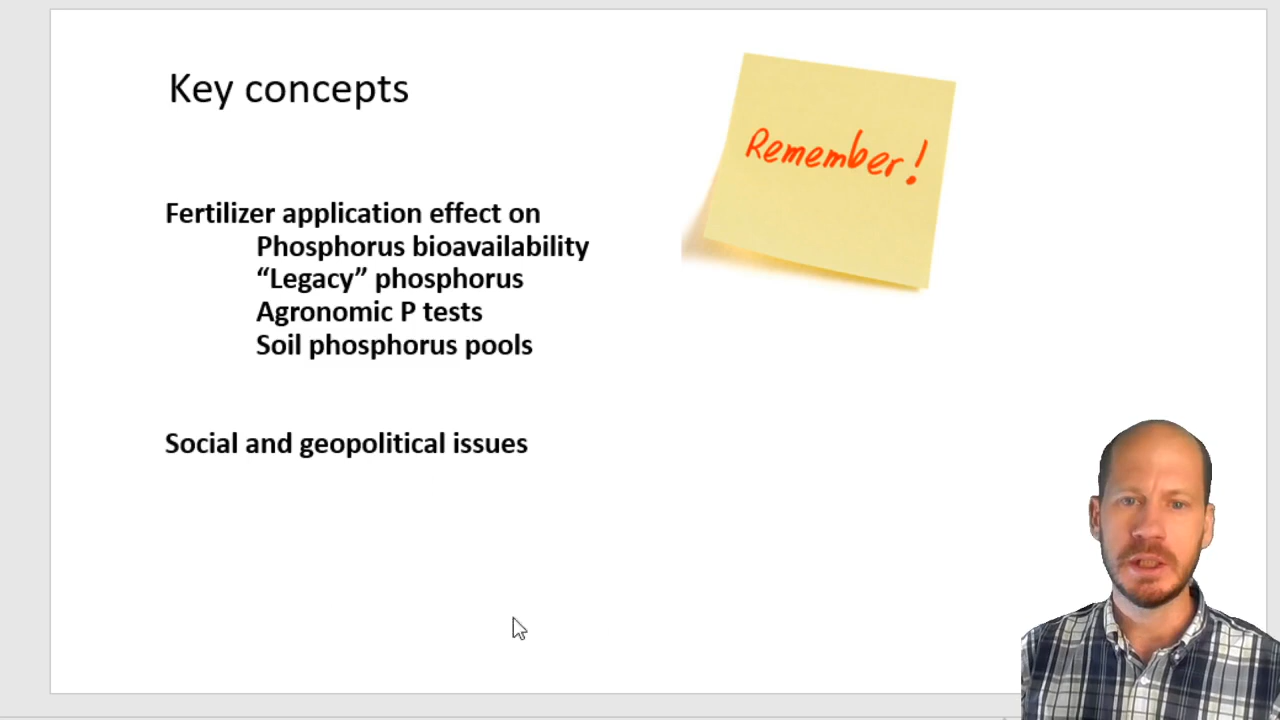 Key concepts
Remember!
Fertilizer application effect on
Phosphorus bioavailability
“Legacy” phosphorus
Agronomic P tests
Soil phosphorus pools
Social and geopolitical issues